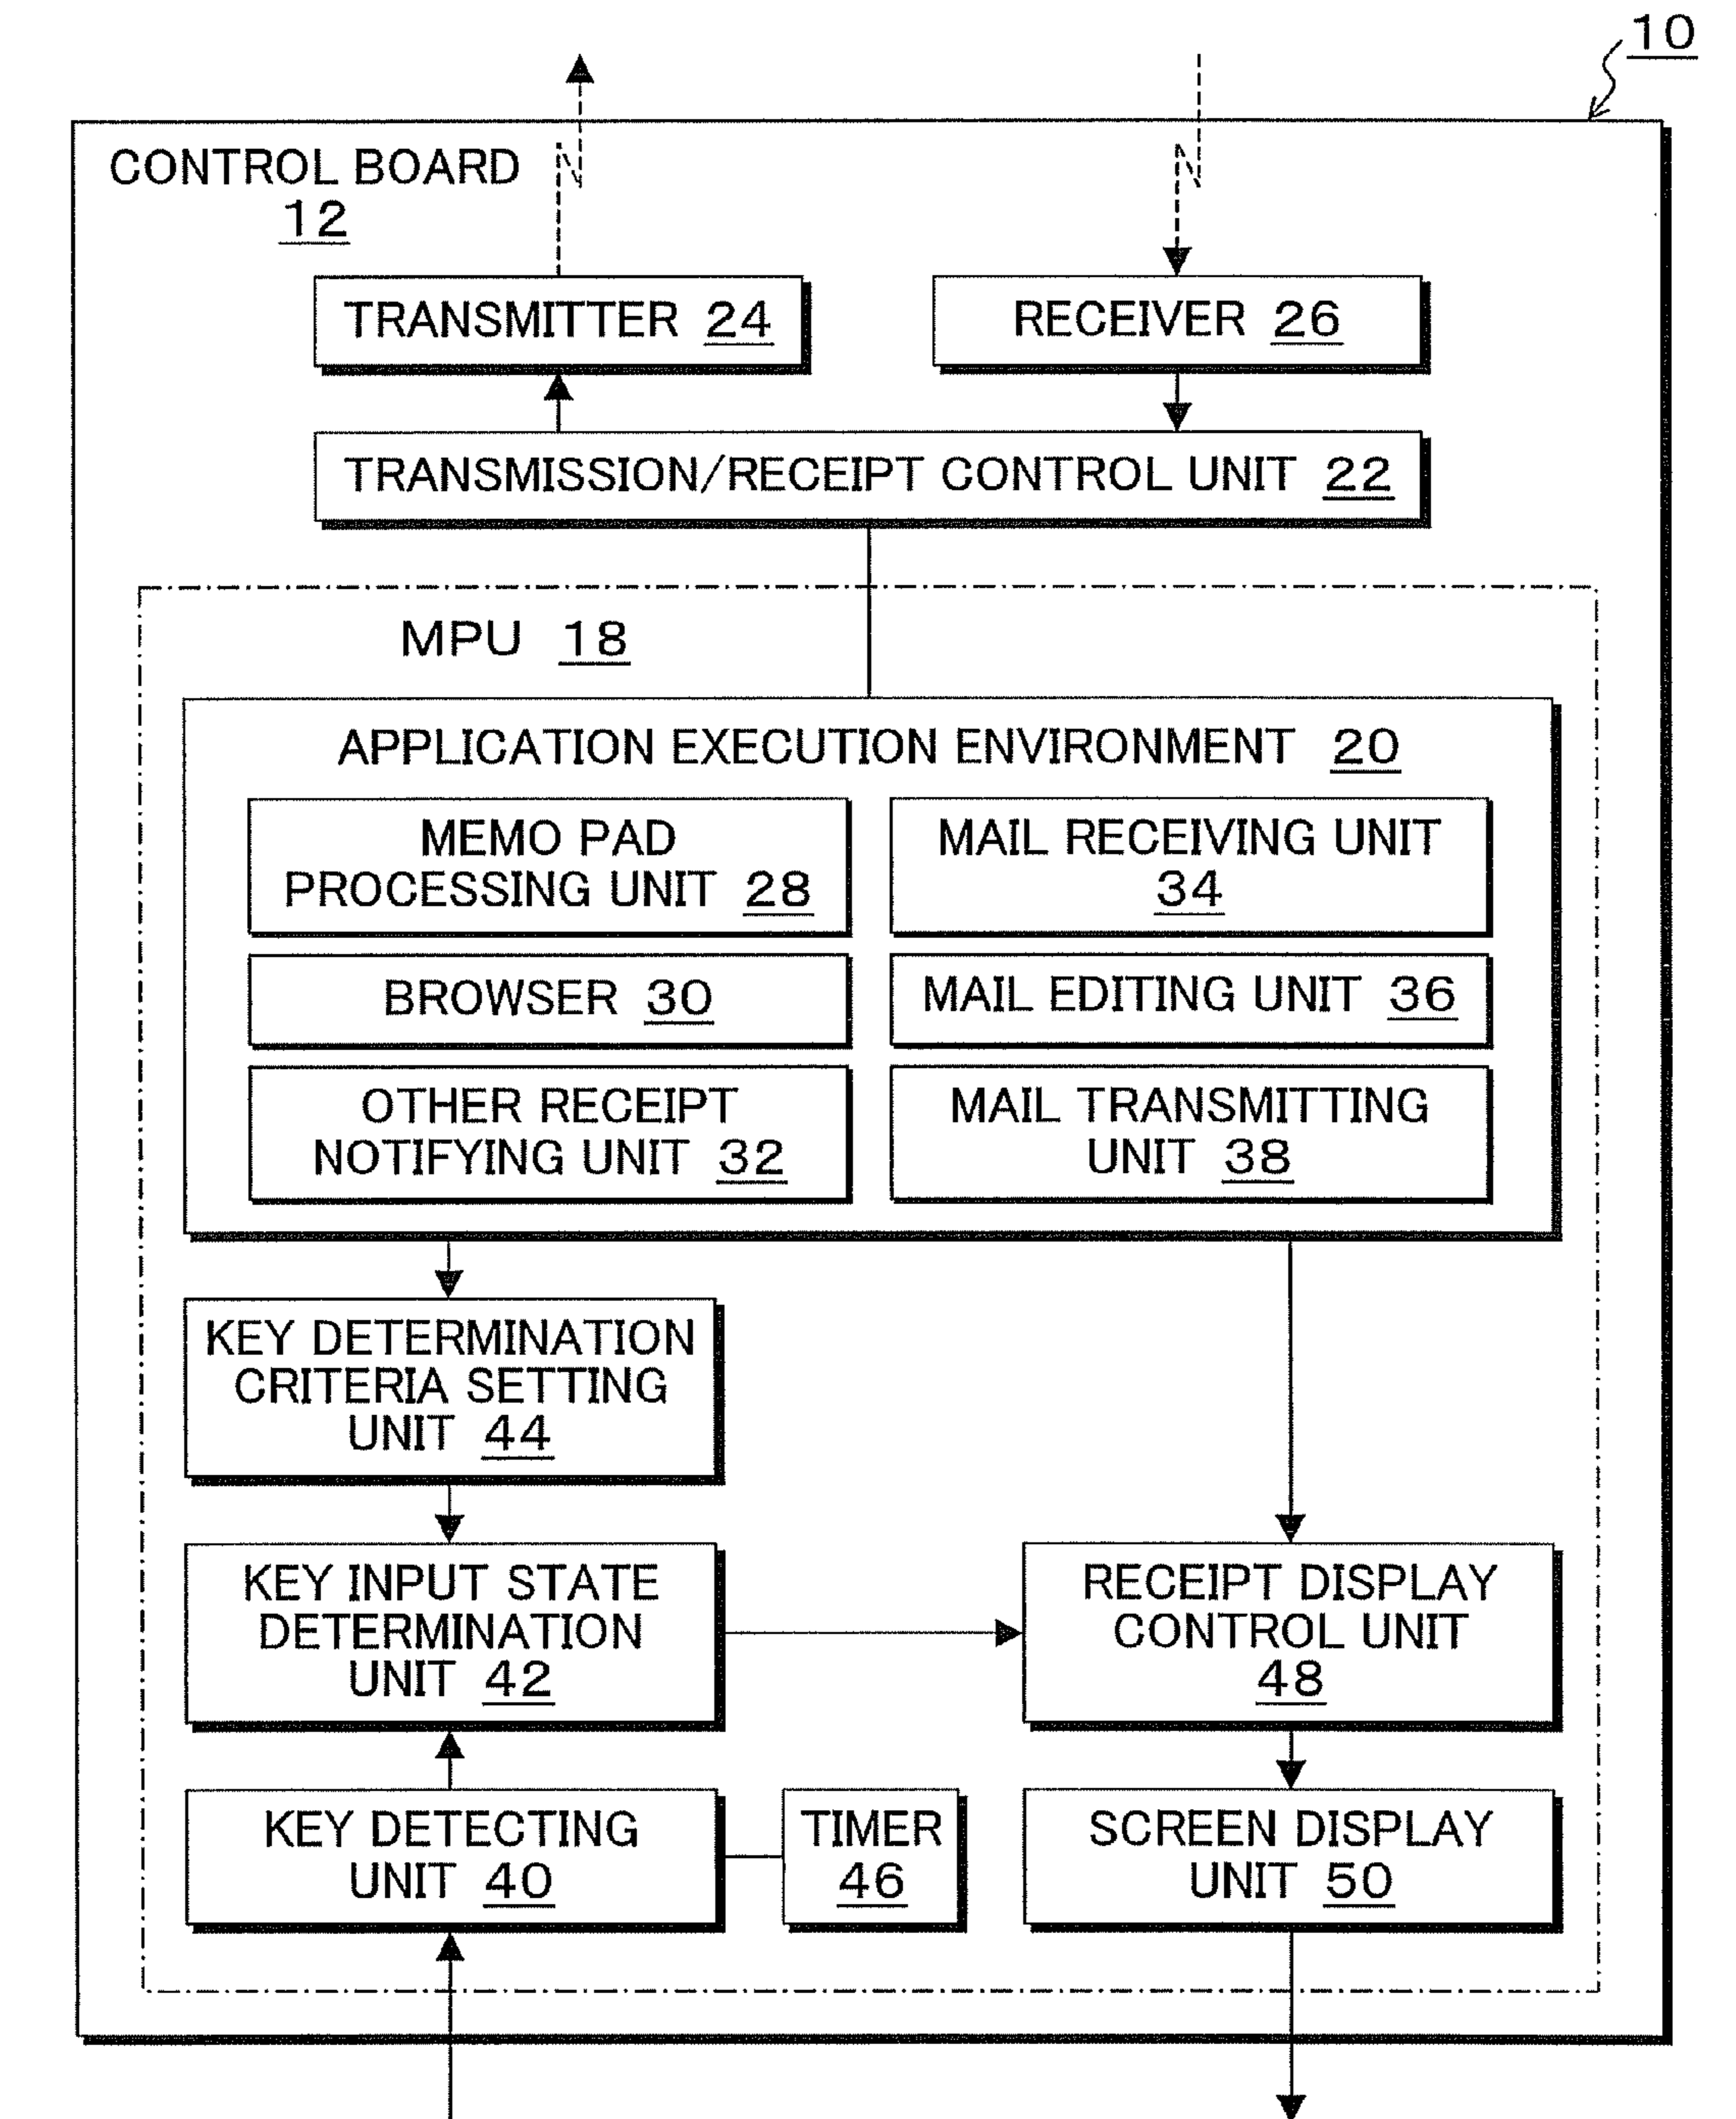 10
CONTROL BOARD
12
TRANSMITTER 24
RECEIVER 26
TRANSMISSION/RECEIPT CONTROL UNIT 22
MPU 18
APPLICATION EXECUTION ENVIRONMENT 20
MEMO PAD
PROCESSING UNIT 28
MAIL RECEIVING UNIT
34
BROWSER 30
MAIL EDITING UNIT 36
OTHER RECEIPT
NOTIFYING UNIT 32
MAIL TRANSMITTING
UNIT 38
KEY DETERMINATION
CRITERIA SETTING
UNIT 44
KEY INPUT STATE
DETERMINATION
UNIT 42
RECEIPT DISPLAY
CONTROL UNIT
48
KEY DETECTING
UNIT 40
TIMER
46
SCREEN DISPLAY
UNIT 50